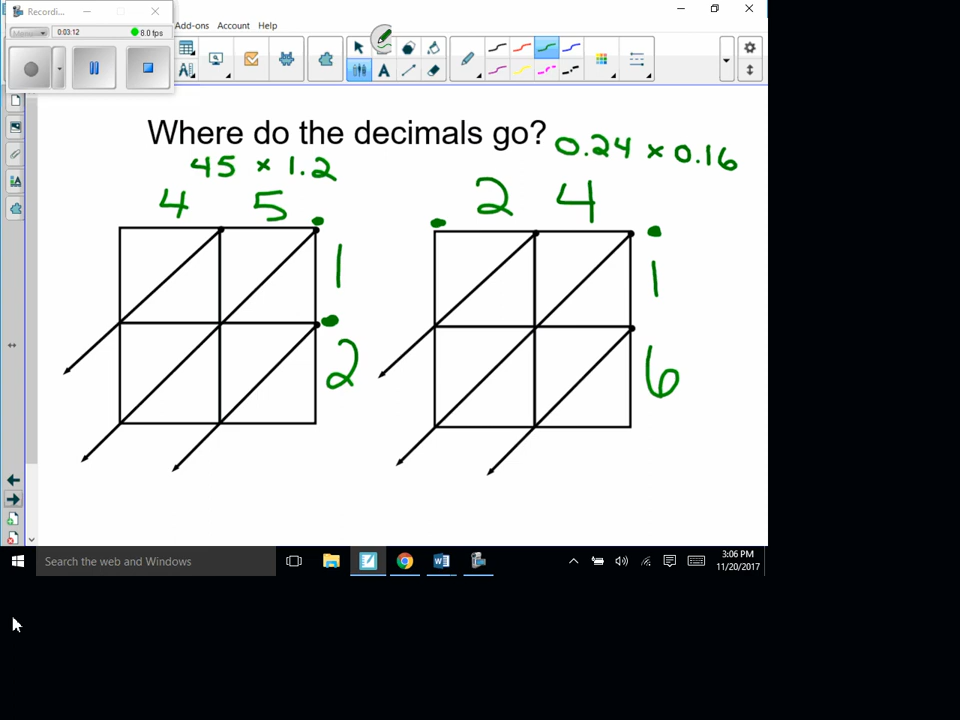 Recordi...
00:03:12
8.0 fps
Add-ons Account Help
Where do the decimals go?
45 × 1.2
0.24 × 0.16
4 5
1
2
2 4
1
6
Search the web and Windows
3:06 PM
11/20/2017